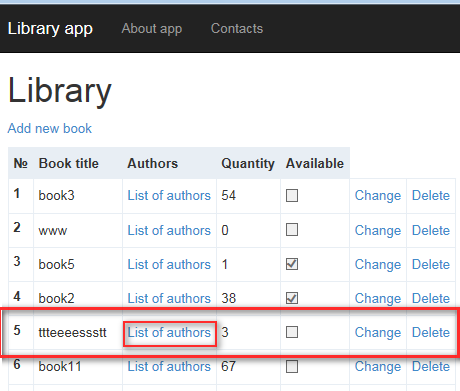 Library app About app Contacts
Library
Add new book
№ Book title Authors Quantity Available
1 book3 List of authors 54 Change Delete
2 www List of authors 0 Change Delete
3 book5 List of authors 1 Change Delete
4 book2 List of authors 38 Change Delete
5 ttteeeessstt List of authors 3 Change Delete
6 book11 List of authors 67 Change Delete